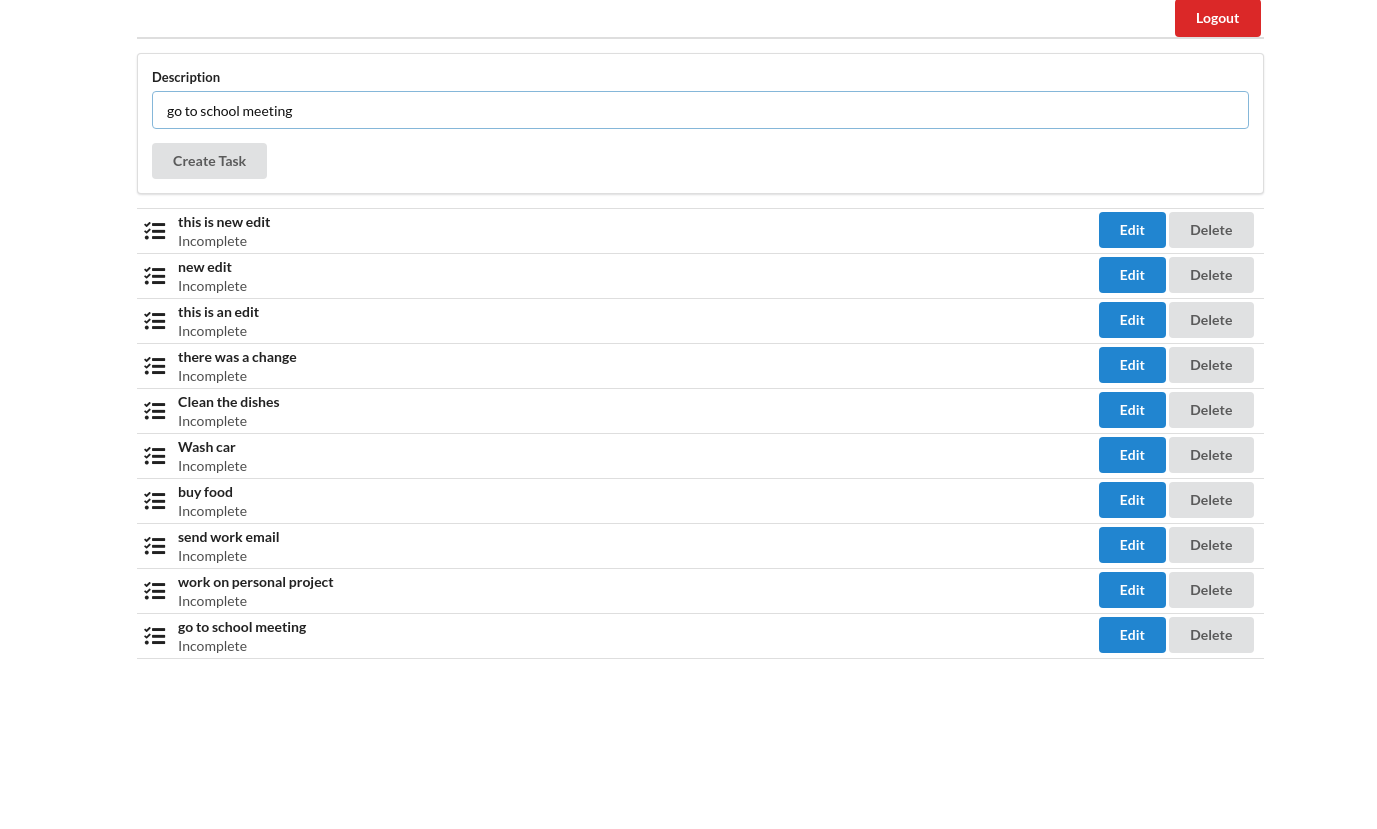 Logout
Description
go to school meeting
Create Task
this is new edit
Incomplete
Edit Delete
new edit
Incomplete
Edit Delete
this is an edit
Incomplete
Edit Delete
there was a change
Incomplete
Edit Delete
Clean the dishes
Incomplete
Edit Delete
Wash car
Incomplete
Edit Delete
buy food
Incomplete
Edit Delete
send work email
Incomplete
Edit Delete
work on personal project
Incomplete
Edit Delete
go to school meeting
Incomplete
Edit Delete